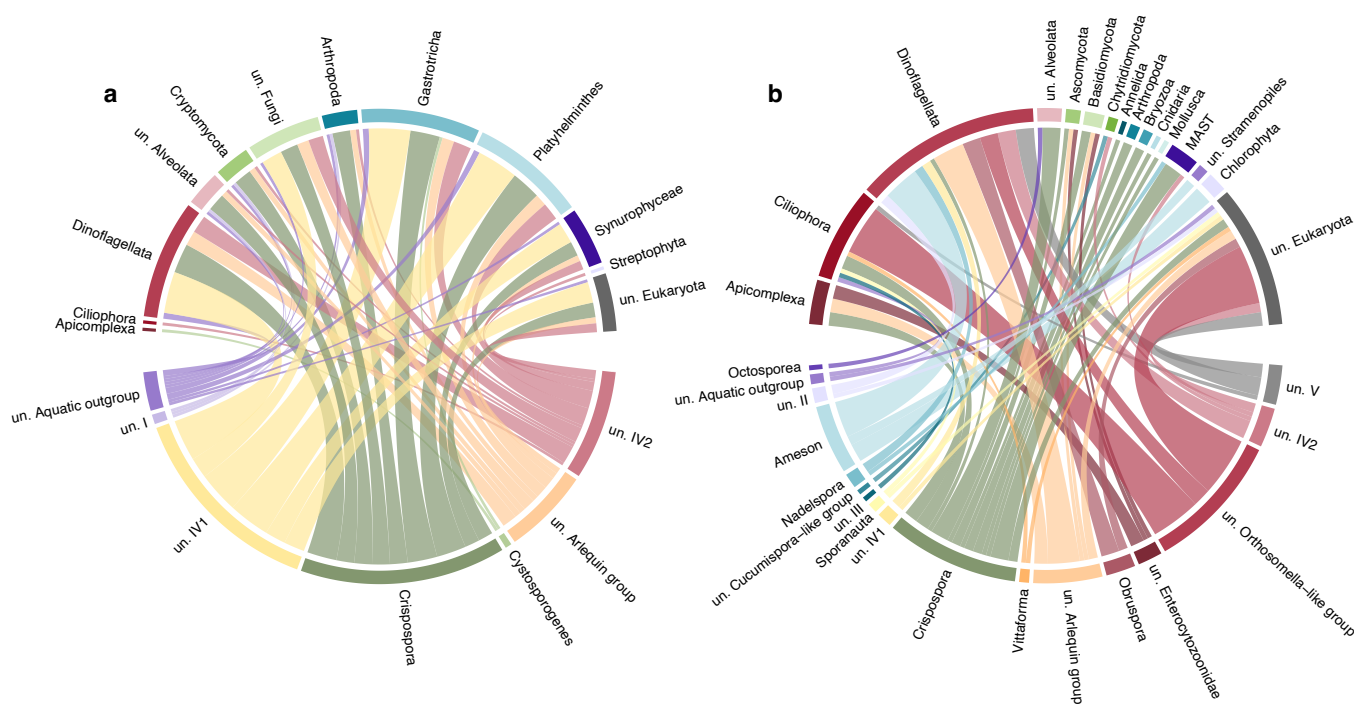 a
Apicomplexa
Ciliophora
Dinoflagellata
un. Alveolata
Cryptomycota
un. Fungi
Arthropoda
Gastrotricha
Platyhelminthes
Synurophyceae
Streptophyta
un. Eukaryota
un. IV2
un. Arlequin group
Cystosporogenes
Crispospora
un. IV1
un. I
un. Aquatic outgroup
b
Apicomplexa
Ciliophora
Dinoflagellata
un. Alveolata
Ascomycota
Basidiomycota
Chytridiomycota
Annelida
Arthropoda
Bryozoa
Cnidaria
Mollusca
MAST
un. Stramenopiles
Chlorophyta
un. Eukaryota
un. V
un. IV2
un. Orthosomella−like group
un. Enterocytozoonidae
Obruspora
un. Arlequin group
Vittaforma
Crispospora
un. IV1
Sporanauta
un. III
un. Cucumispora−like group
Nadelspora
Ameson
un. II
un. Aquatic outgroup
Octosporea